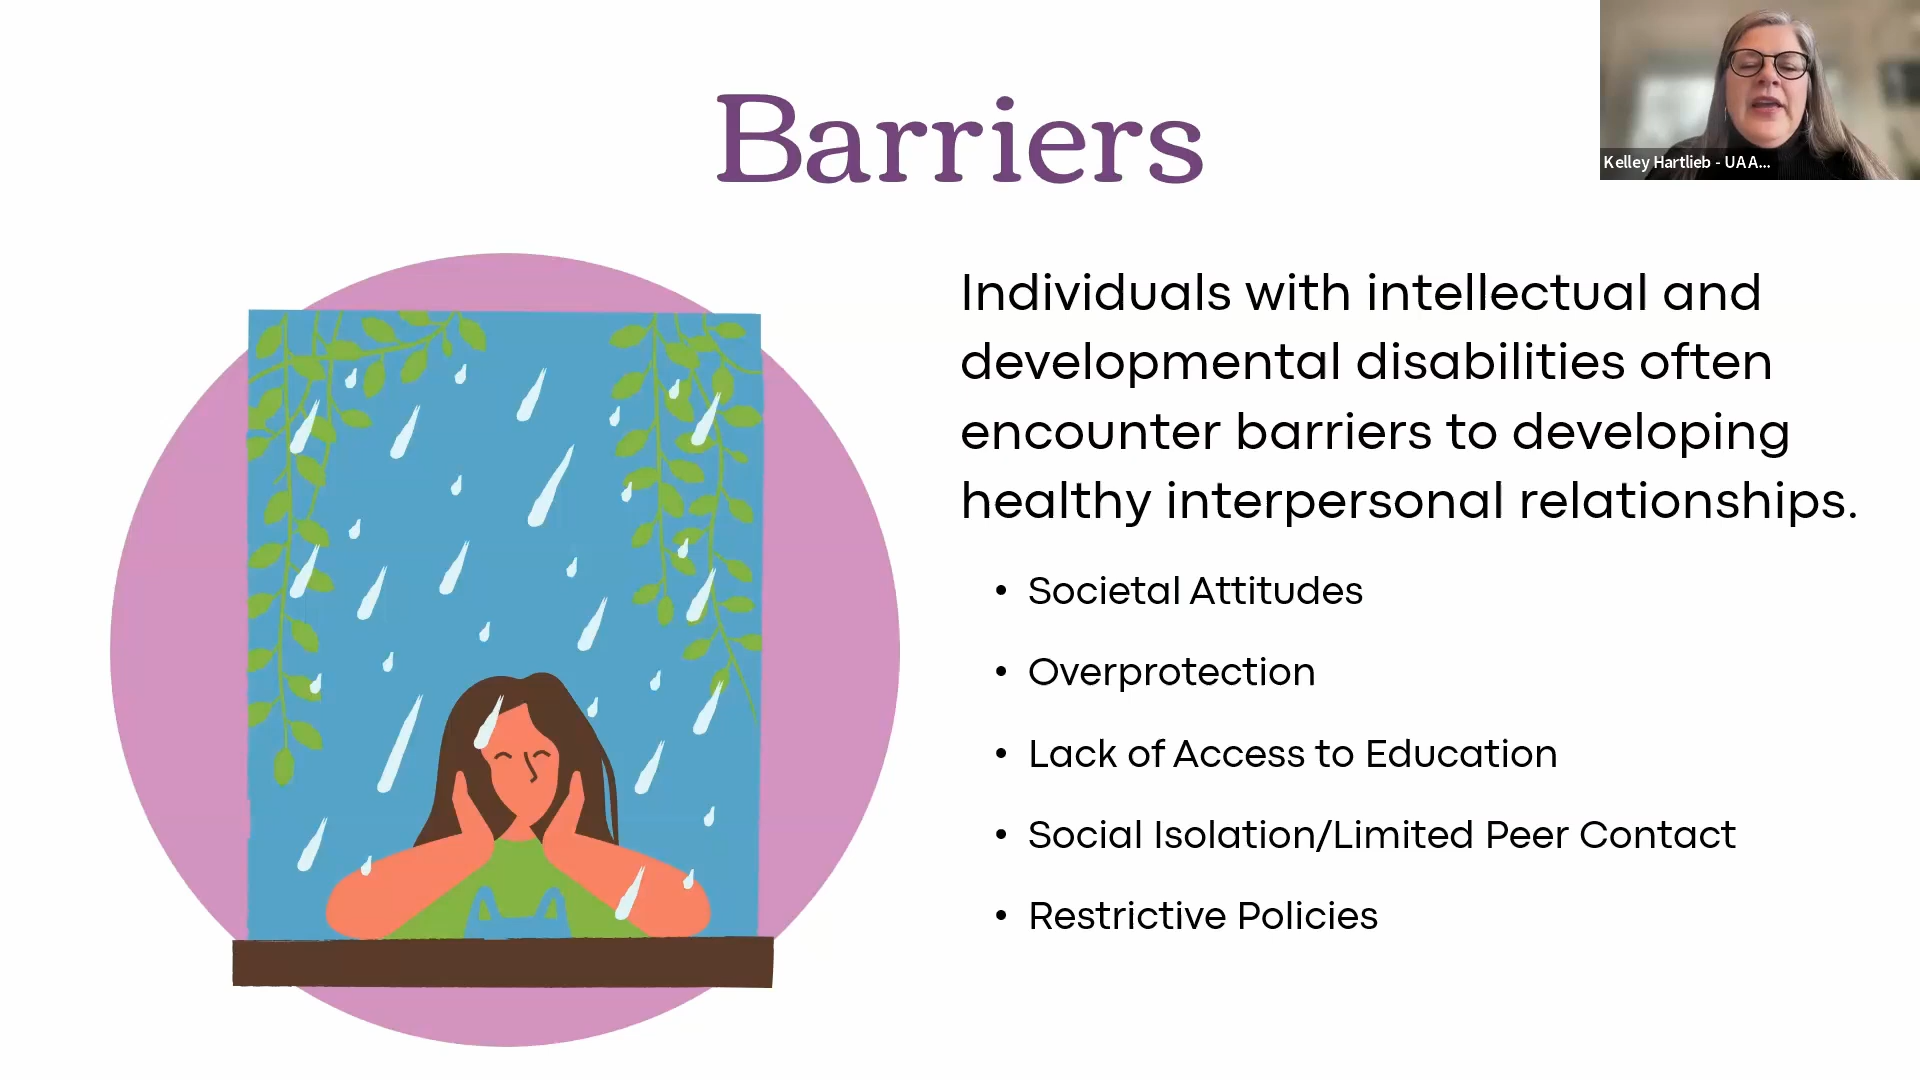 Barriers
Kelley Hartlieb - UAA...
Individuals with intellectual and
developmental disabilities often
encounter barriers to developing
healthy interpersonal relationships.
• Societal Attitudes
• Overprotection
• Lack of Access to Education
• Social Isolation/Limited Peer Contact
• Restrictive Policies